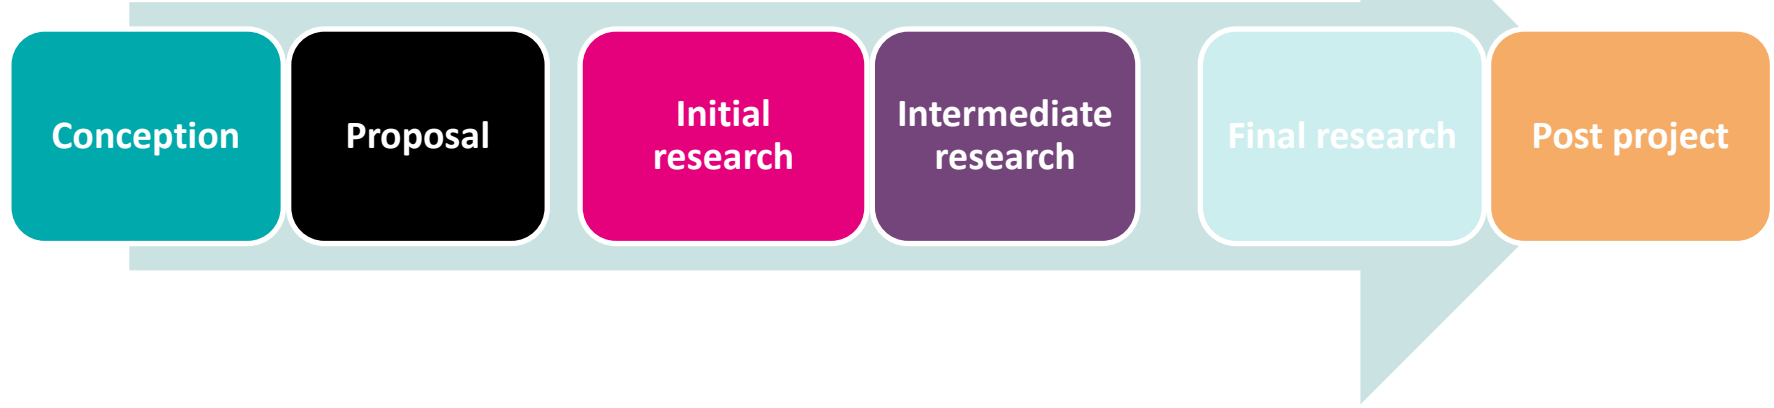 Conception
Proposal
Initial
research
Intermediate
research
Final research
Post project